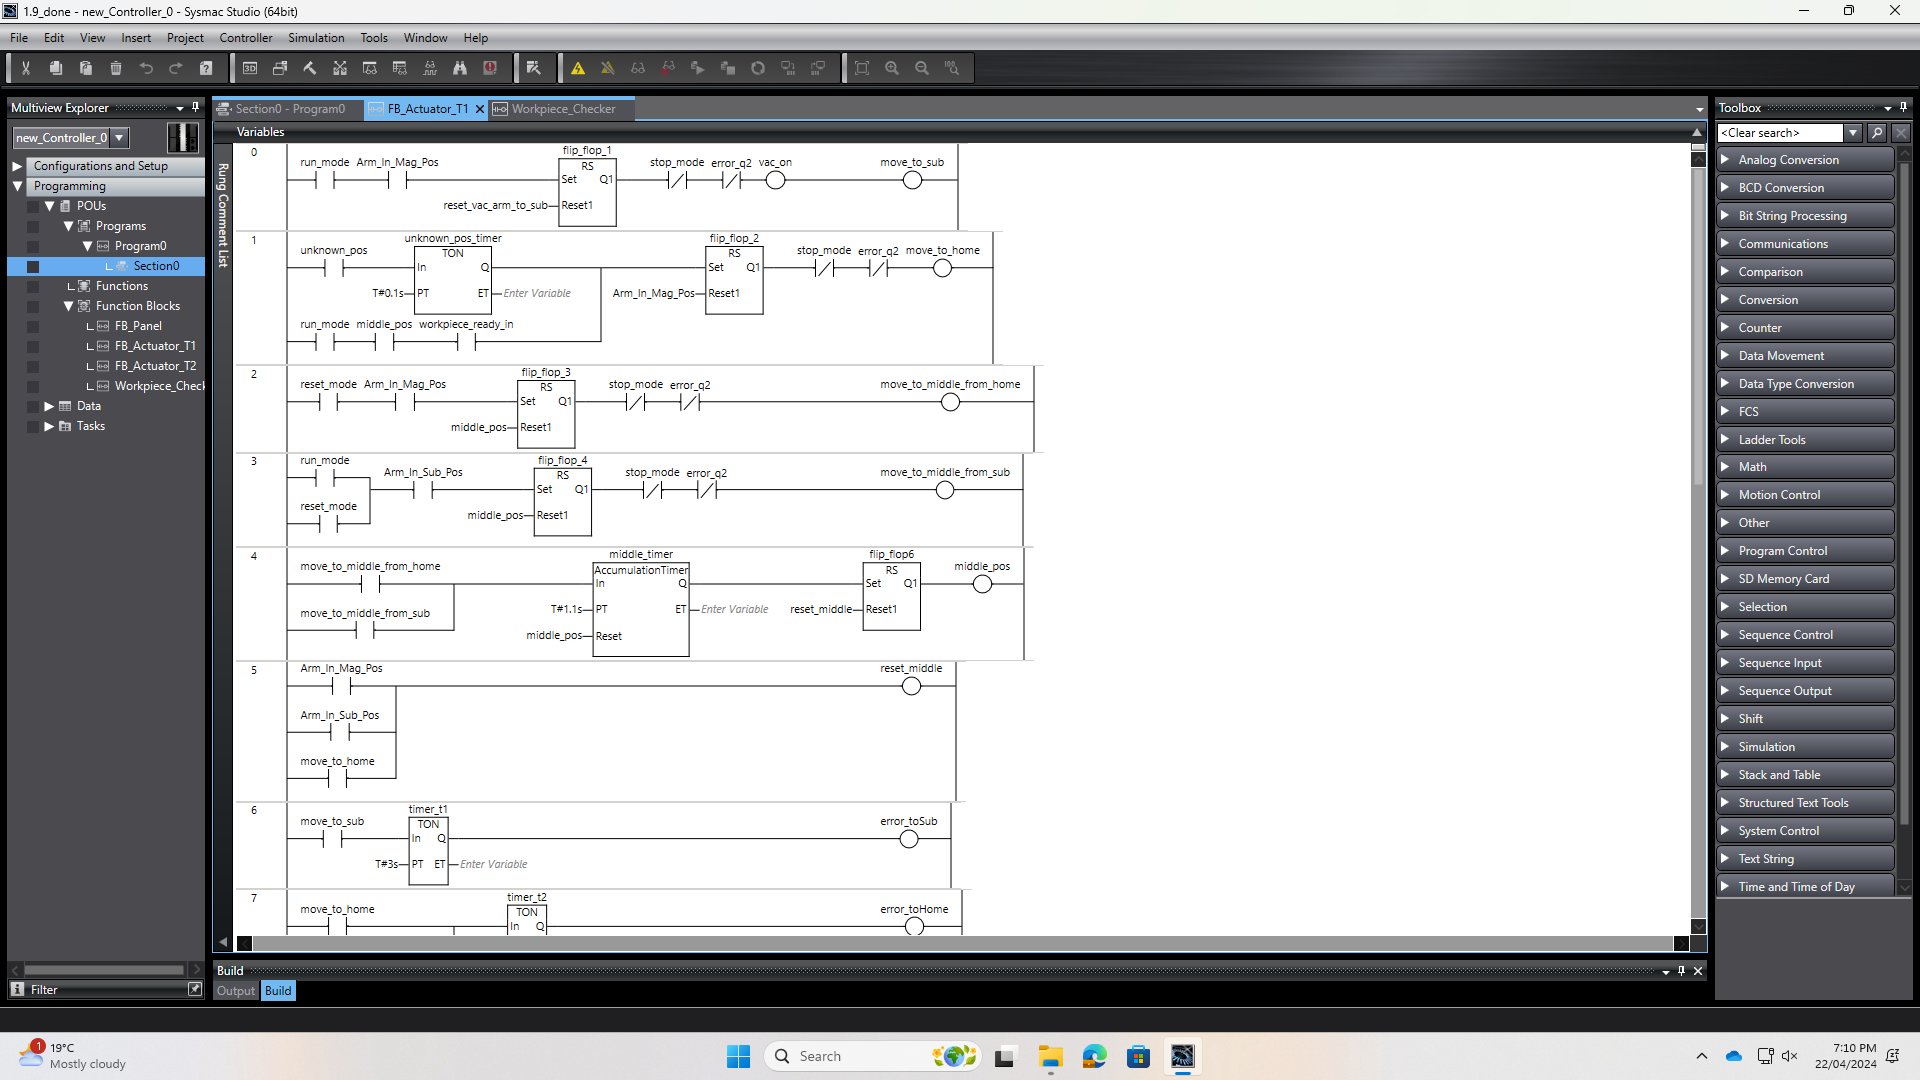 1.9_done - new_Controller_0 - Sysmac Studio (64bit)
File Edit View Insert Project Controller Simulation Tools Window Help
Multiview Explorer
new_Controller_0
Configurations and Setup
Programming
POUs
Programs
Program0
Section0
Functions
Function Blocks
FB_Panel
FB_Actuator_T1
FB_Actuator_T2
Workpiece_Check
Data
Tasks
Filter
Section0 - Program0 FB_Actuator_T1 Workpiece_Checker
Variables
Rung Comment List
0
flip_flop_1
run_mode Arm_In_Mag_Pos RS stop_mode error_q2 vac_on move_to_sub
Set Q1
reset_vac_arm_to_sub Reset1
1
unknown_pos_timer flip_flop_2
unknown_pos TON RS stop_mode error_q2 move_to_home
In Q Set Q1
T#0.1s PT ET Enter Variable Arm_In_Mag_Pos Reset1
run_mode middle_pos workpiece_ready_in
2
flip_flop_3
reset_mode Arm_In_Mag_Pos RS stop_mode error_q2 move_to_middle_from_home
Set Q1
middle_pos Reset1
3
run_mode flip_flop_4
Arm_In_Sub_Pos RS stop_mode error_q2 move_to_middle_from_sub
Set Q1
reset_mode
middle_pos Reset1
4
middle_timer flip_flop6
move_to_middle_from_home AccumulationTimer RS middle_pos
In Q Set Q1
move_to_middle_from_sub T#1.1s PT ET Enter Variable reset_middle Reset1
middle_pos Reset
5
Arm_In_Mag_Pos reset_middle
Arm_In_Sub_Pos
move_to_home
6
timer_t1
move_to_sub TON error_toSub
In Q
T#3s PT ET Enter Variable
7
timer_t2
move_to_home TON error_toHome
In Q
Build
Output Build
Toolbox
<Clear search>
Analog Conversion
BCD Conversion
Bit String Processing
Communications
Comparison
Conversion
Counter
Data Movement
Data Type Conversion
FCS
Ladder Tools
Math
Motion Control
Other
Program Control
SD Memory Card
Selection
Sequence Control
Sequence Input
Sequence Output
Shift
Simulation
Stack and Table
Structured Text Tools
System Control
Text String
Time and Time of Day
1
19°C
Mostly cloudy
Search
7:10 PM
22/04/2024